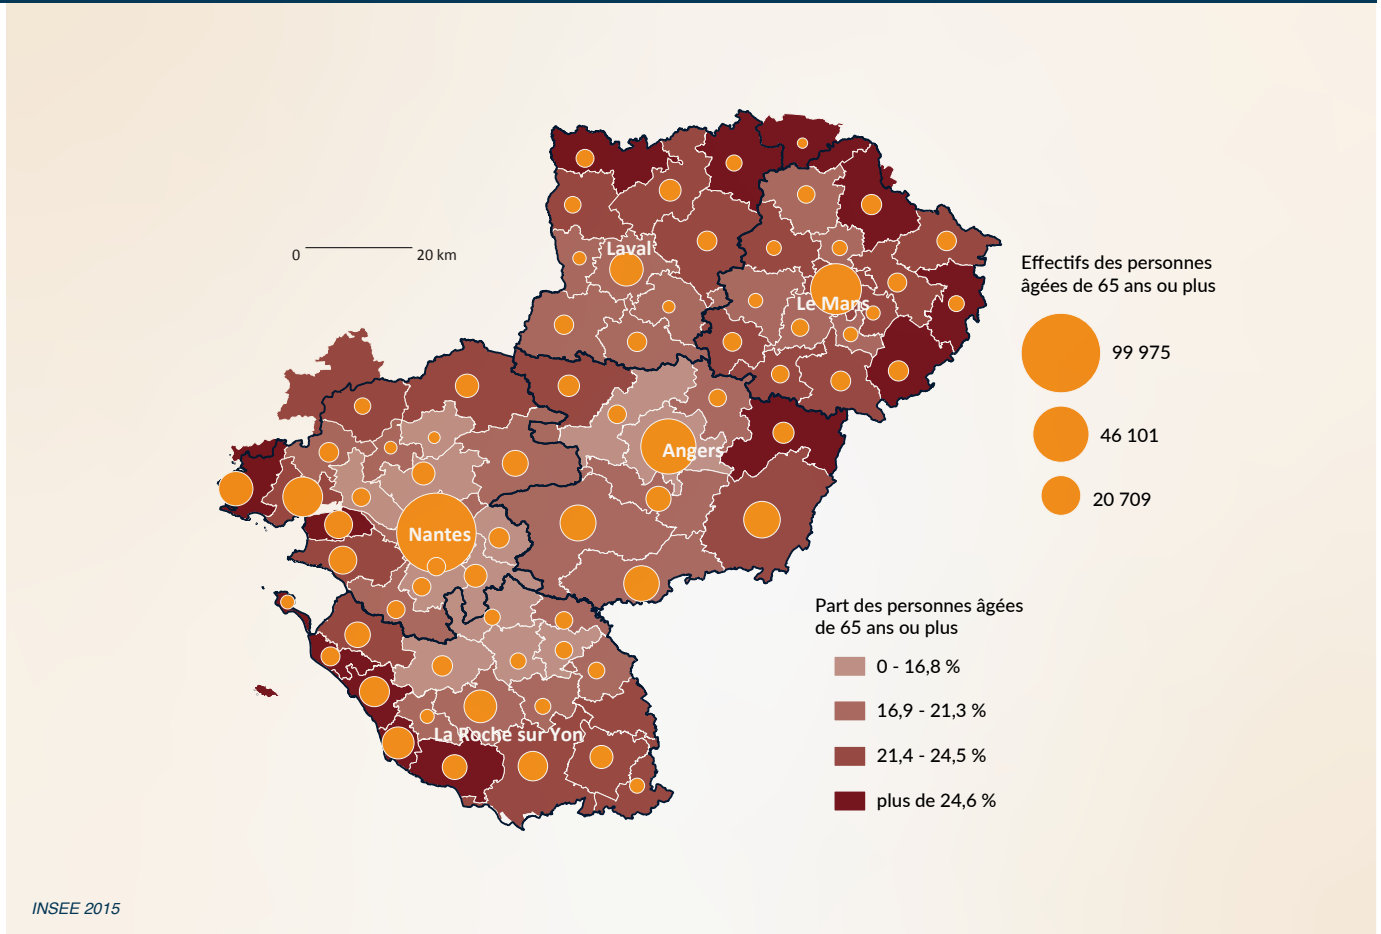 Laval
0 20 km
Le Mans
Angers
Nantes
La Roche sur Yon
Effectifs des personnes
âgées de 65 ans ou plus
99 975
46 101
20 709
Part des personnes âgées
de 65 ans ou plus
0 - 16,8 %
16,9 - 21,3 %
21,4 - 24,5 %
plus de 24,6 %
INSEE 2015